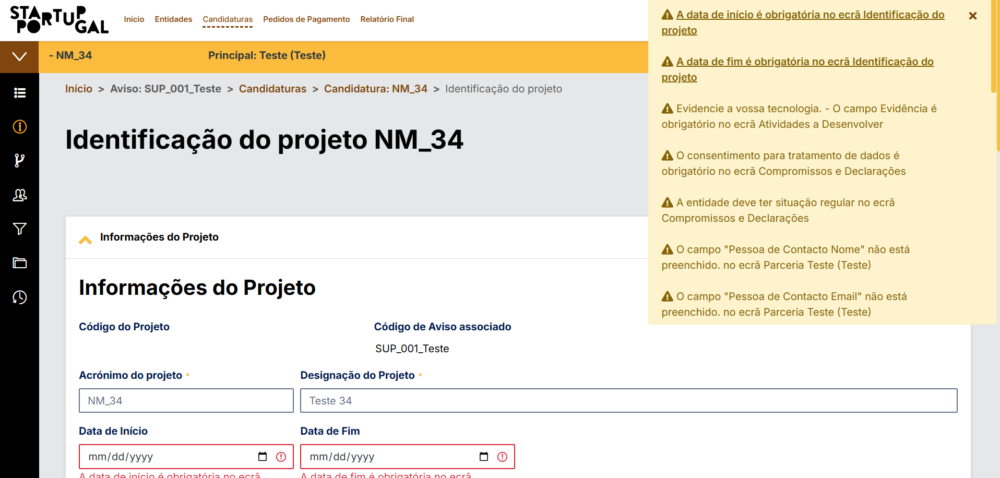 STARTUP
PORTUGAL
Início Entidades Candidaturas Pedidos de Pagamento Relatório Final
- NM_34 Principal: Teste (Teste)
Início > Aviso: SUP_001_Teste > Candidaturas > Candidatura: NM_34 > Identificação do projeto
Identificação do projeto NM_34
A data de início é obrigatória no ecrã Identificação do
projeto
A data de fim é obrigatória no ecrã Identificação do
projeto
Evidencie a vossa tecnologia. - O campo Evidência é
obrigatório no ecrã Atividades a Desenvolver
O consentimento para tratamento de dados é
obrigatório no ecrã Compromissos e Declarações
A entidade deve ter situação regular no ecrã
Compromissos e Declarações
O campo "Pessoa de Contacto Nome" não está
preenchido. no ecrã Parceria Teste (Teste)
O campo "Pessoa de Contacto Email" não está
preenchido. no ecrã Parceria Teste (Teste)
Informações do Projeto
Informações do Projeto
Código do Projeto Código de Aviso associado
SUP_001_Teste
Acrónimo do projeto * Designação do Projeto *
NM_34 Teste 34
Data de Início Data de Fim
mm/dd/yyyy mm/dd/yyyy
A data de início é obrigatória no ecrã A data de fim é obrigatória no ecrã